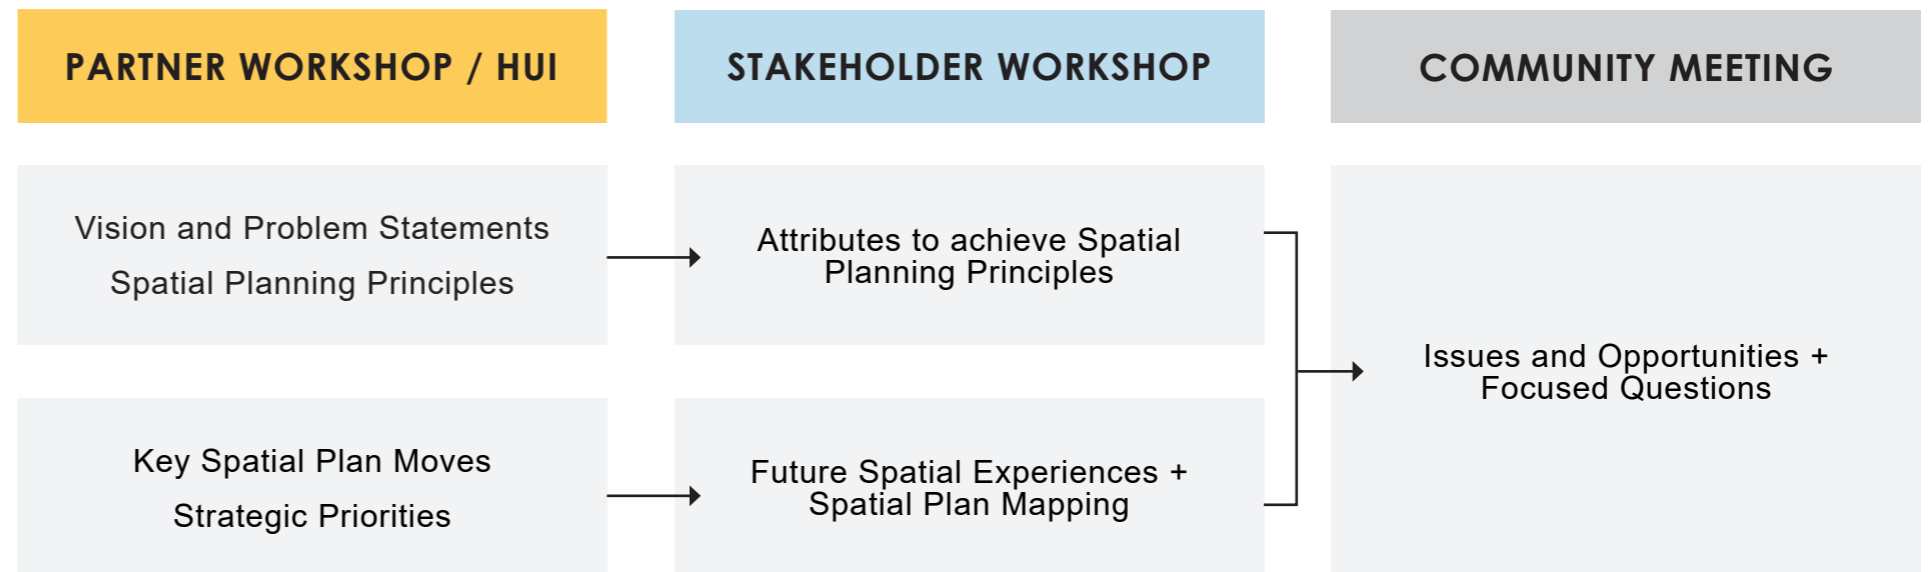 PARTNER WORKSHOP / HUI
STAKEHOLDER WORKSHOP
COMMUNITY MEETING
Vision and Problem Statements
Spatial Planning Principles
Attributes to achieve Spatial
Planning Principles
Key Spatial Plan Moves
Strategic Priorities
Future Spatial Experiences +
Spatial Plan Mapping
Issues and Opportunities +
Focused Questions